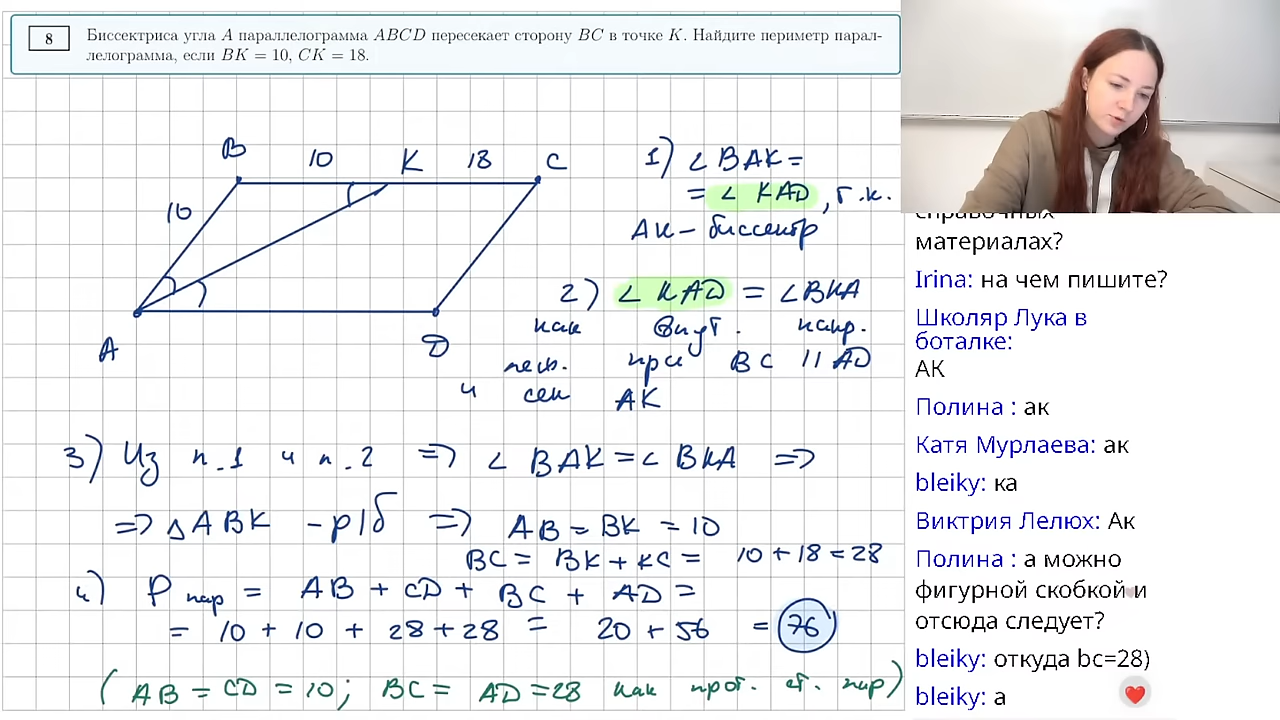 8
Биссектриса угла A параллелограмма ABCD пересекает сторону BC в точке K. Найдите периметр парал-
лелограмма, если BK = 10, CK = 18.
B 10 K 18 C
10
A D
1) ∠ BAK =
= ∠ KAD, т.к.
AK – биссектр
2) ∠ KAD = ∠BKA
как внут. накр.
леж. при BC || AD
и сек AK
3) Из п.1 и п.2 => ∠ BAK = ∠ BKA =>
=> △ABK - р/б => AB = BK = 10
BC = BK + KC = 10 + 18 = 28
4) P пар = AB + CD + BC + AD =
= 10 + 10 + 28 + 28 = 20 + 56 = 76
( AB = CD = 10; BC = AD = 28 как прот. ст. пар)
справочных
материалах?
Irina: на чем пишите?
Школяр Лука в
боталке:
АК
Полина : ак
Катя Мурлаева: ак
bleiky: ка
Виктрия Лелюх: Ак
Полина : а можно
фигурной скобкой и
отсюда следует?
bleiky: откуда bc=28)
bleiky: а